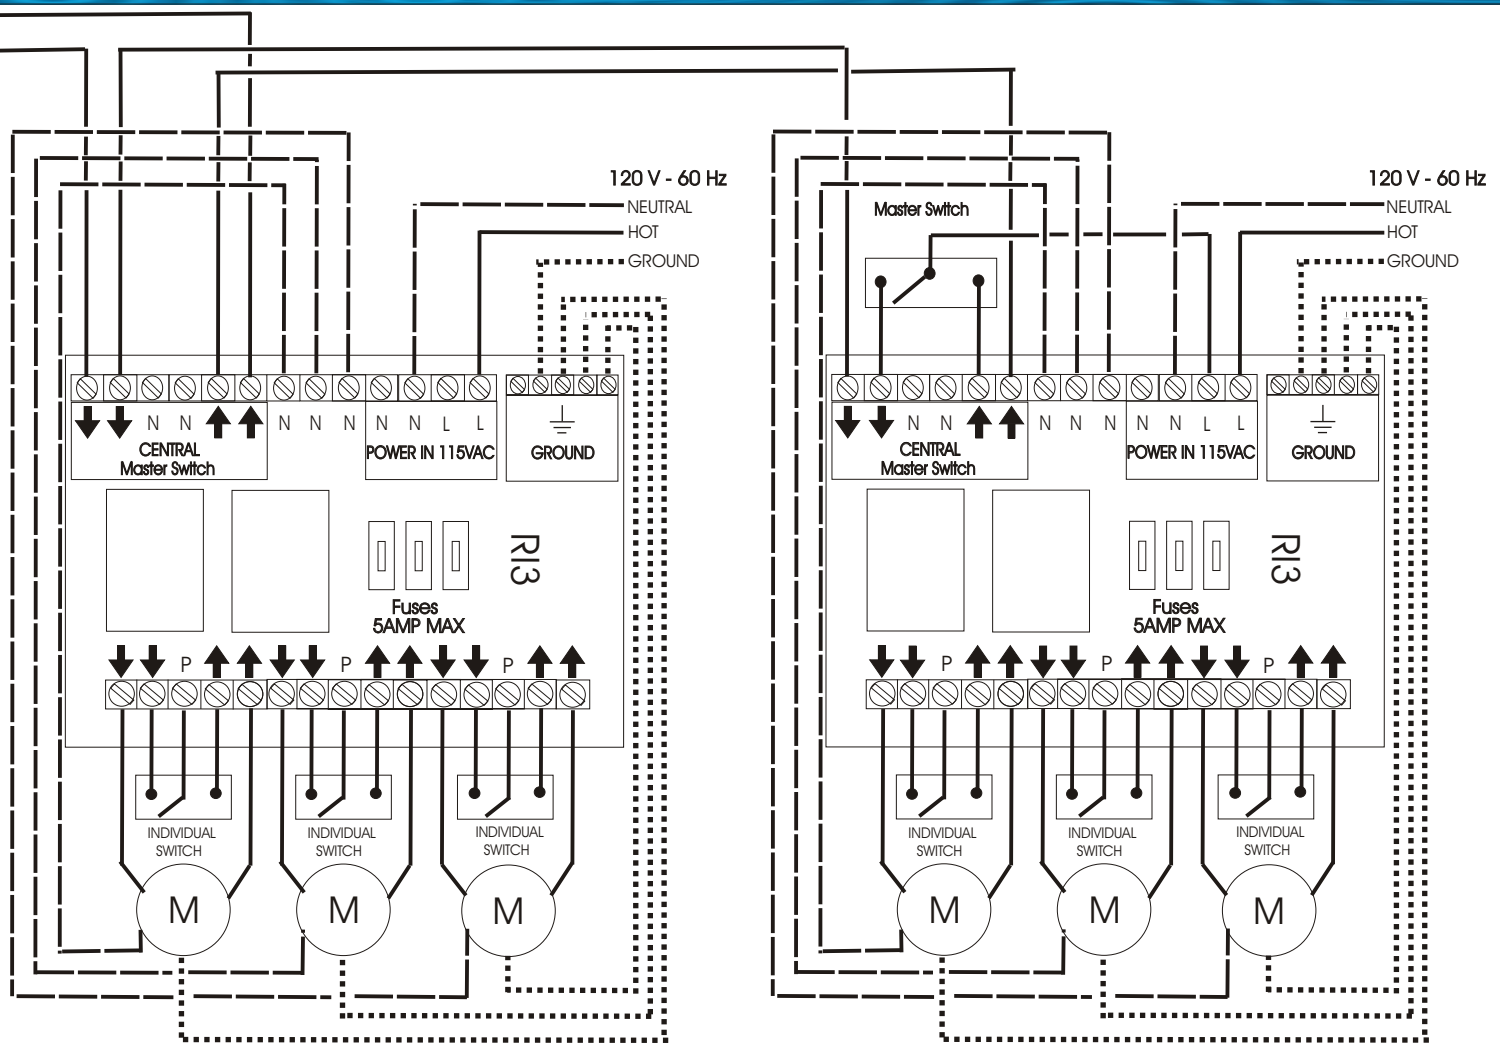 120 V - 60 Hz
NEUTRAL
HOT
GROUND
N N N N N N N L L
CENTRAL
Master Switch
POWER IN 115VAC
GROUND
RI3
Fuses
5AMP MAX
P P P
INDIVIDUAL
SWITCH
INDIVIDUAL
SWITCH
INDIVIDUAL
SWITCH
M M M
120 V - 60 Hz
Master Switch
NEUTRAL
HOT
GROUND
N N N N N N N L L
CENTRAL
Master Switch
POWER IN 115VAC
GROUND
RI3
Fuses
5AMP MAX
P P P
INDIVIDUAL
SWITCH
INDIVIDUAL
SWITCH
INDIVIDUAL
SWITCH
M M M